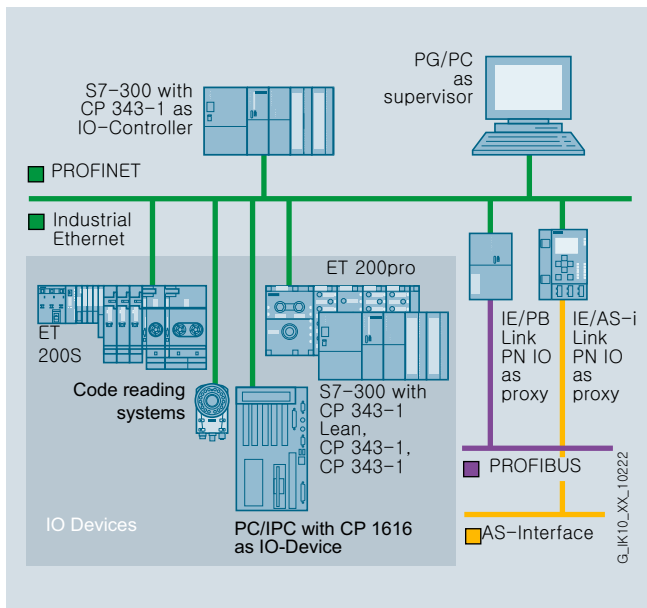 S7-300 with
CP 343-1 as
IO-Controller
PG/PC
as
supervisor
PROFINET
Industrial
Ethernet
ET 200pro
ET
200S
IE/PB
Link
PN IO
as
proxy
IE/AS-i
Link
PN IO
as
proxy
Code reading
systems
S7-300 with
CP 343-1
Lean,
CP 343-1,
CP 343-1
PROFIBUS
IO Devices
PC/IPC with CP 1616
as IO-Device
AS-Interface
G_IK10_XX_10222